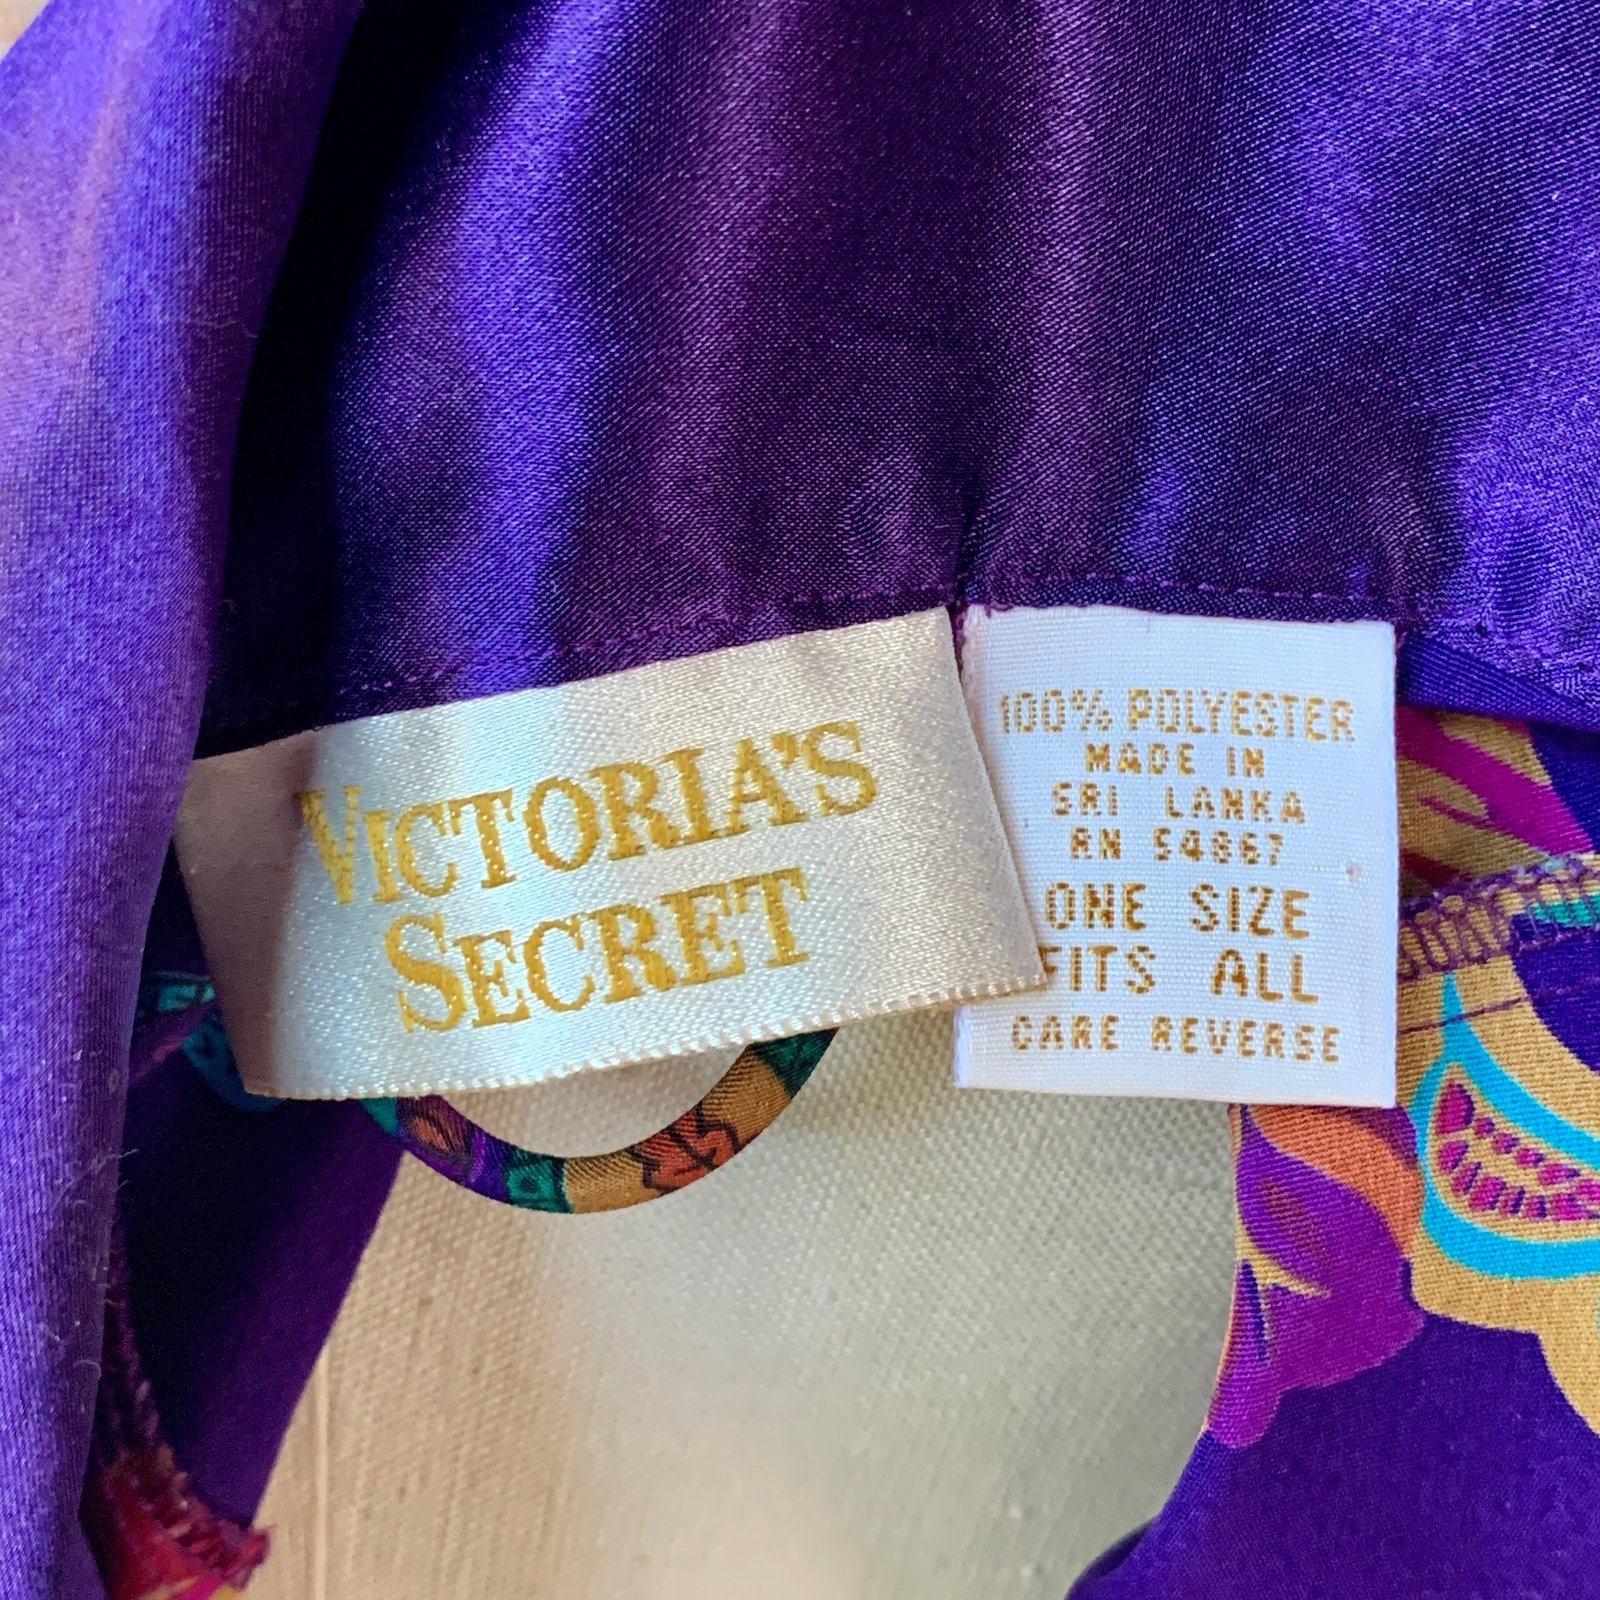 VICTORIA'S
SECRET
100% POLYESTER
MADE IN
SRI LANKA
RN 54867
ONE SIZE
FITS ALL
CARE REVERSE